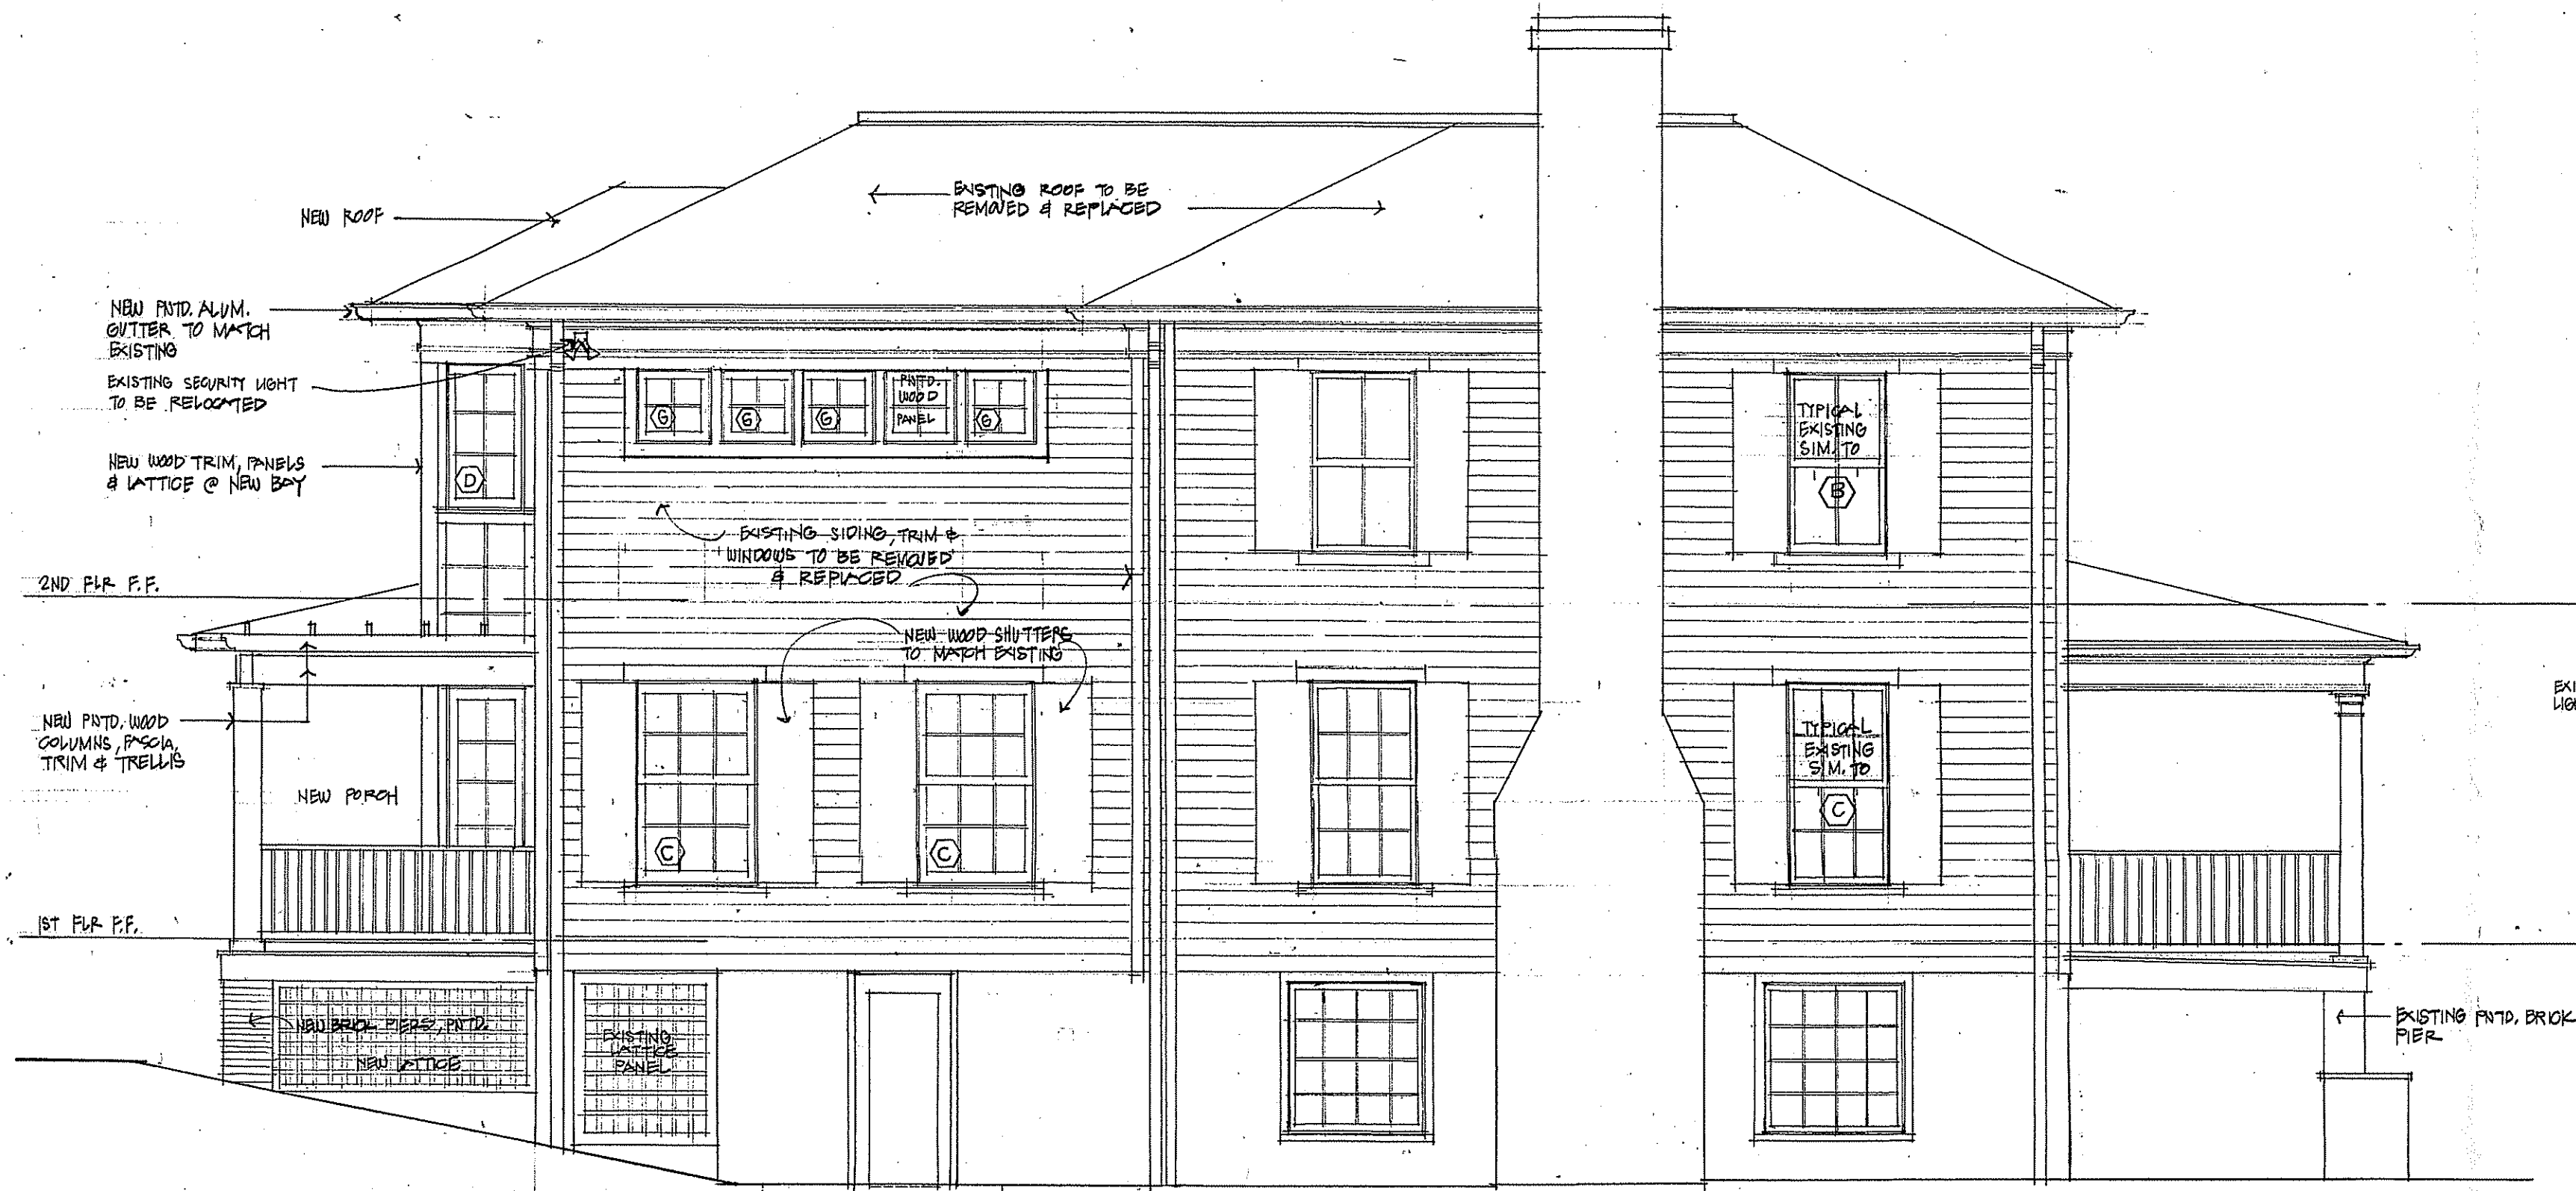 NEW ROOF
EXISTING ROOF TO BE
REMOVED & REPLACED
NEW PNTD. ALUM.
GUTTER TO MATCH
EXISTING
EXISTING SECURITY LIGHT
TO BE RELOCATED
NEW WOOD TRIM, PANELS
& LATTICE @ NEW BAY
D
G
G
G
PNTD.
WOOD
PANEL
G
TYPICAL
EXISTING
SIM. TO
B
EXISTING SIDING, TRIM &
WINDOWS TO BE REMOVED
& REPLACED
2ND FLR F.F.
NEW WOOD SHUTTERS
TO MATCH EXISTING
NEW PNTD. WOOD
COLUMNS, FASCIA,
TRIM & TRELLIS
NEW PORCH
C
C
TYPICAL
EXISTING
SIM. TO
C
1ST FLR F.F.
NEW BRICK PIERS, PNTD.
NEW LATTICE
EXISTING
LATTICE
PANEL
EXISTING PNTD. BRICK
PIER